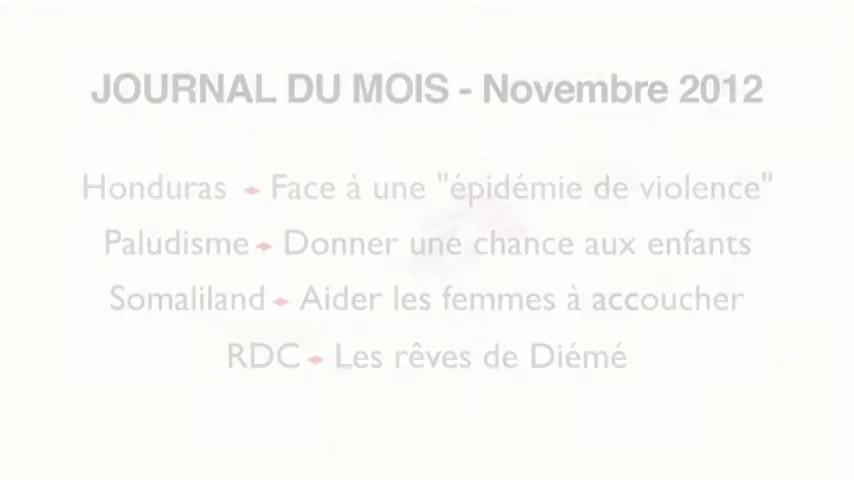 JOURNAL DU MOIS - Novembre 2012
Honduras ♦ Face à une "épidémie de violence"
Paludisme ♦ Donner une chance aux enfants
Somaliland ♦ Aider les femmes à accoucher
RDC ♦ Les rêves de Diémé